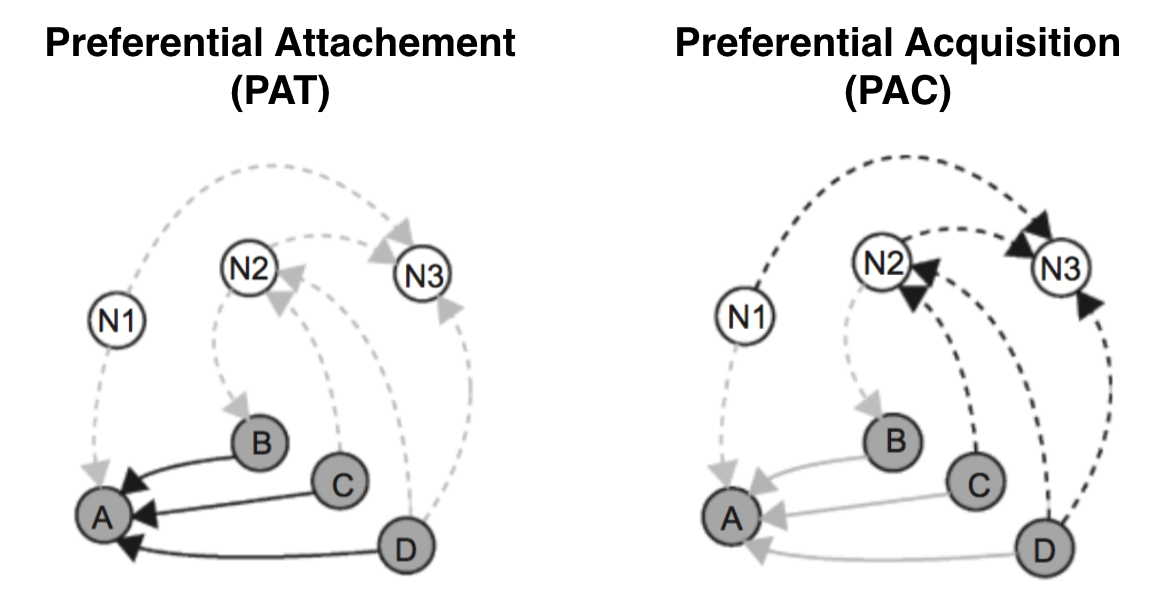 Preferential Attachement
(PAT)
N1
N2
N3
B
C
A
D
Preferential Acquisition
(PAC)
N1
N2
N3
B
C
A
D